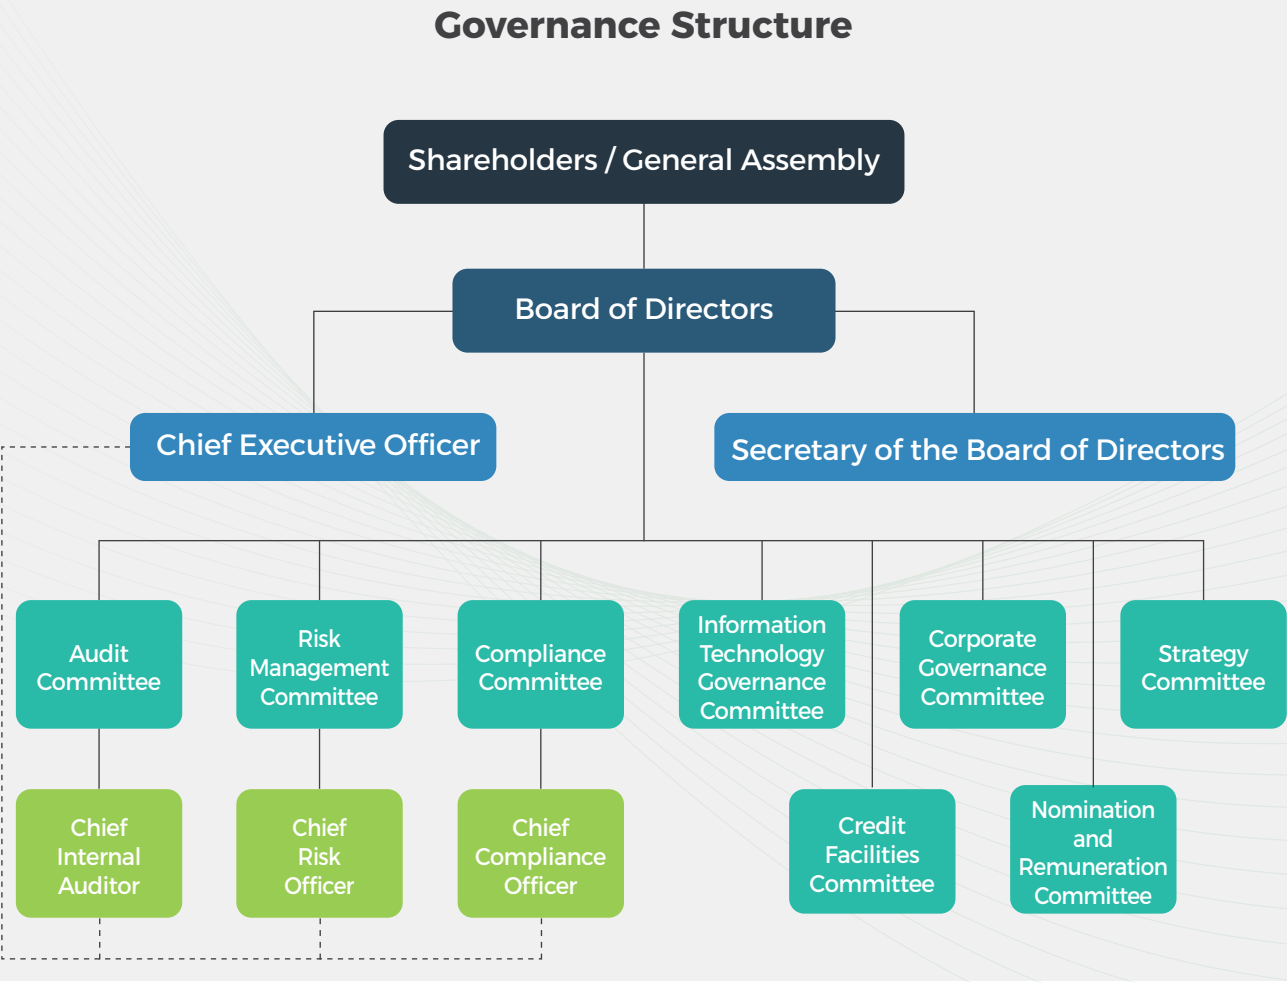 Governance Structure
Shareholders / General Assembly
Board of Directors
Chief Executive Officer
Secretary of the Board of Directors
Audit
Committee
Risk
Management
Committee
Compliance
Committee
Information
Technology
Governance
Committee
Corporate
Governance
Committee
Strategy
Committee
Chief
Internal
Auditor
Chief
Risk
Officer
Chief
Compliance
Officer
Credit
Facilities
Committee
Nomination
and
Remuneration
Committee